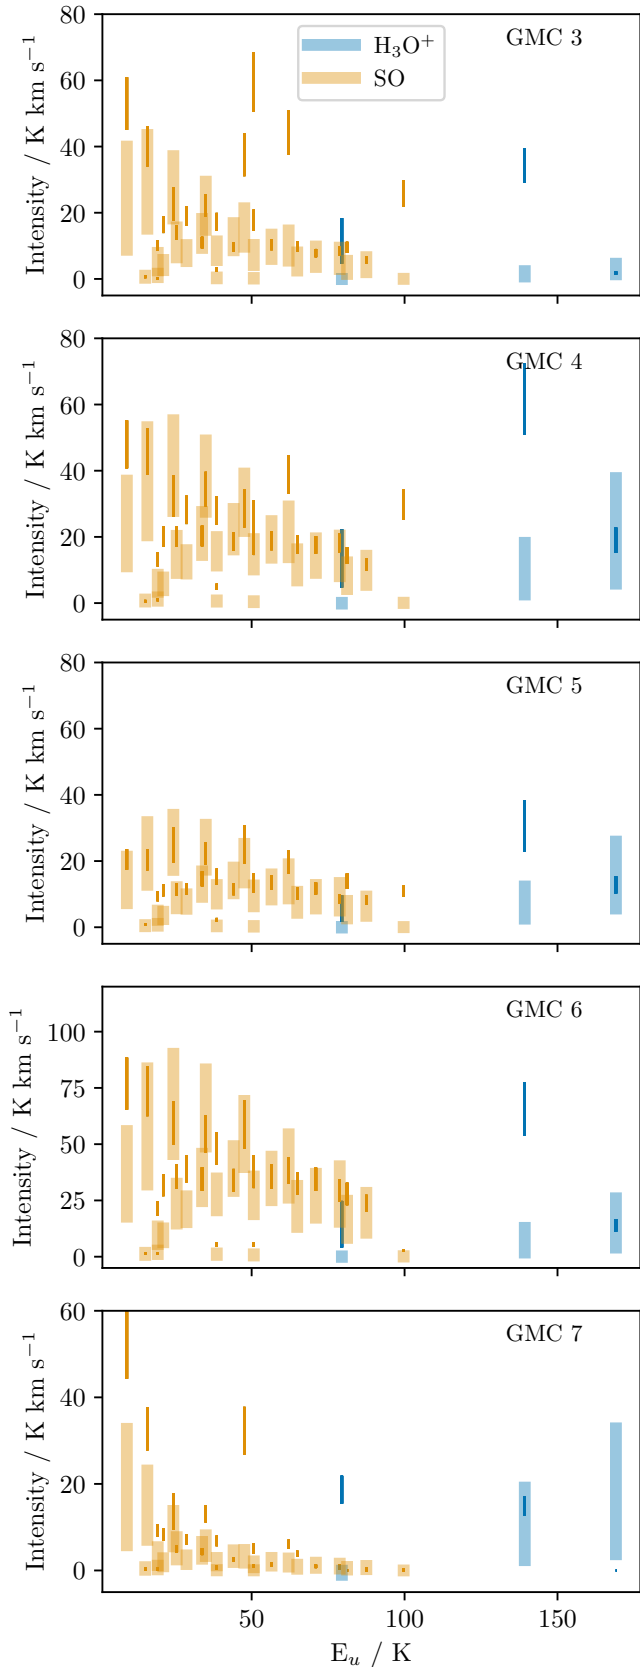 80
60
40
20
0
Intensity / K km s⁻¹
GMC 3
H₃O⁺
SO
80
60
40
20
0
Intensity / K km s⁻¹
GMC 4
80
60
40
20
0
Intensity / K km s⁻¹
GMC 5
100
75
50
25
0
Intensity / K km s⁻¹
GMC 6
60
40
20
0
Intensity / K km s⁻¹
GMC 7
50 100 150
Eᵤ / K